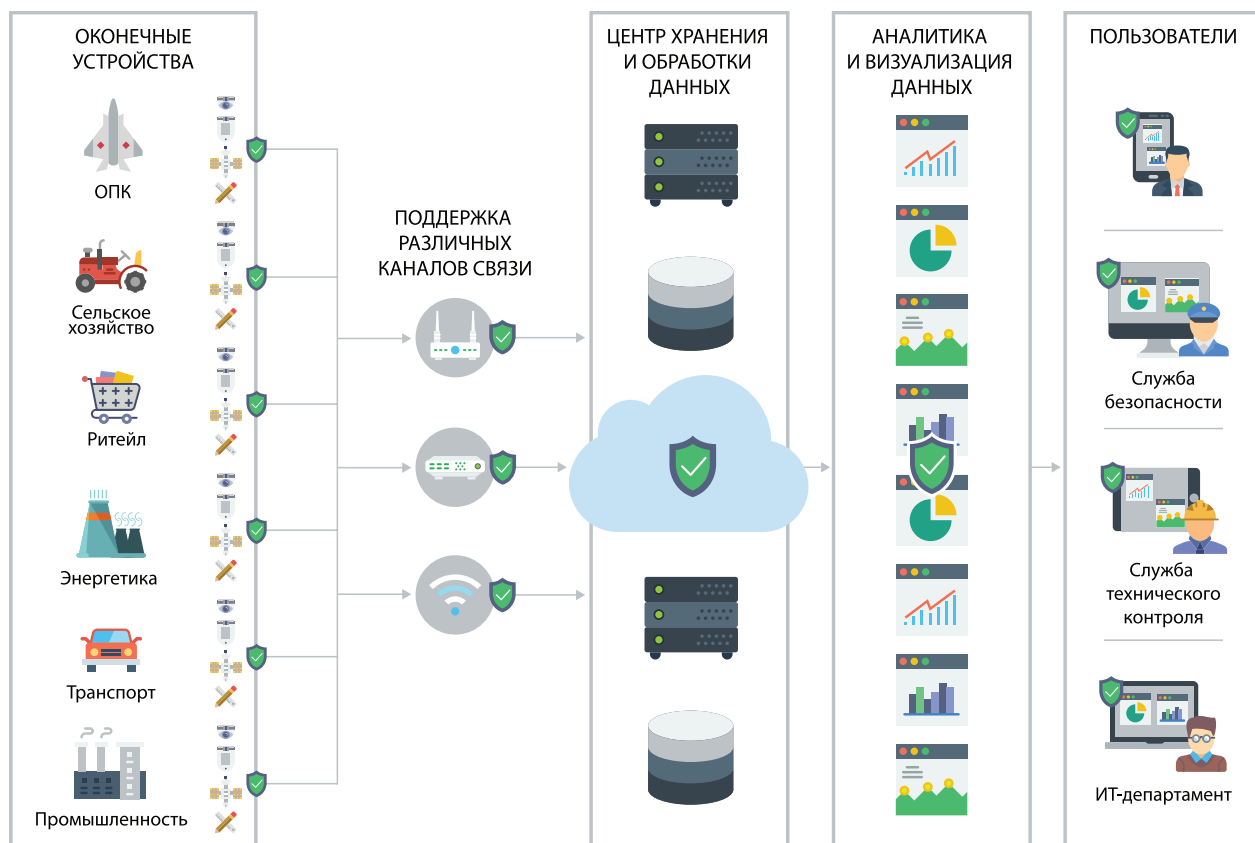 ОКОНЕЧНЫЕ
УСТРОЙСТВА
ОПК
Сельское
хозяйство
Ритейл
Энергетика
Транспорт
Промышленность
ПОДДЕРЖКА
РАЗЛИЧНЫХ
КАНАЛОВ СВЯЗИ
ЦЕНТР ХРАНЕНИЯ
И ОБРАБОТКИ
ДАННЫХ
АНАЛИТИКА
И ВИЗУАЛИЗАЦИЯ
ДАННЫХ
ПОЛЬЗОВАТЕЛИ
Служба
безопасности
Служба
технического
контроля
ИТ-департамент